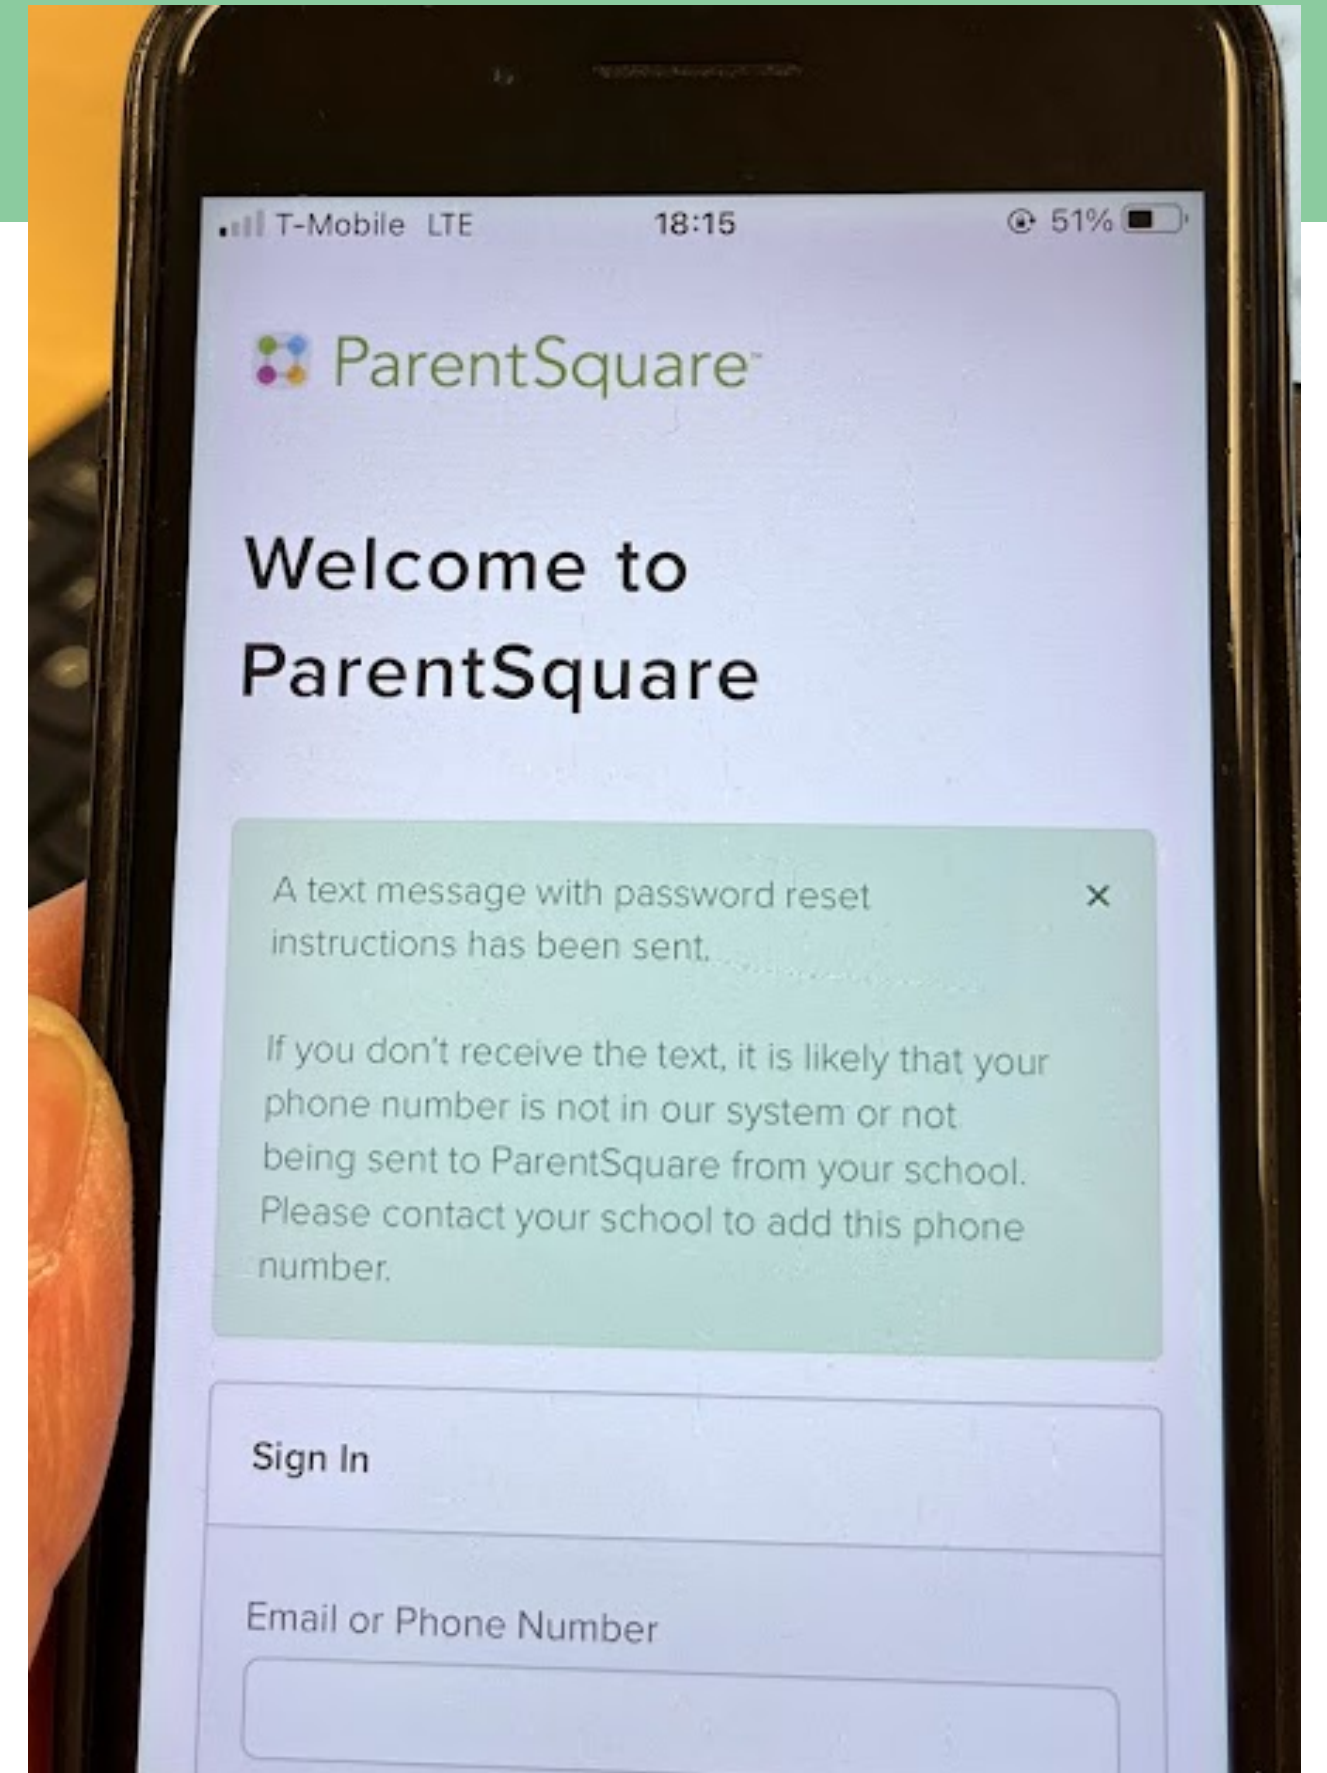 T-Mobile LTE 18:15 51%
ParentSquare™
Welcome to
ParentSquare
A text message with password reset
instructions has been sent.
If you don't receive the text, it is likely that your
phone number is not in our system or not
being sent to ParentSquare from your school.
Please contact your school to add this phone
number.
Sign In
Email or Phone Number